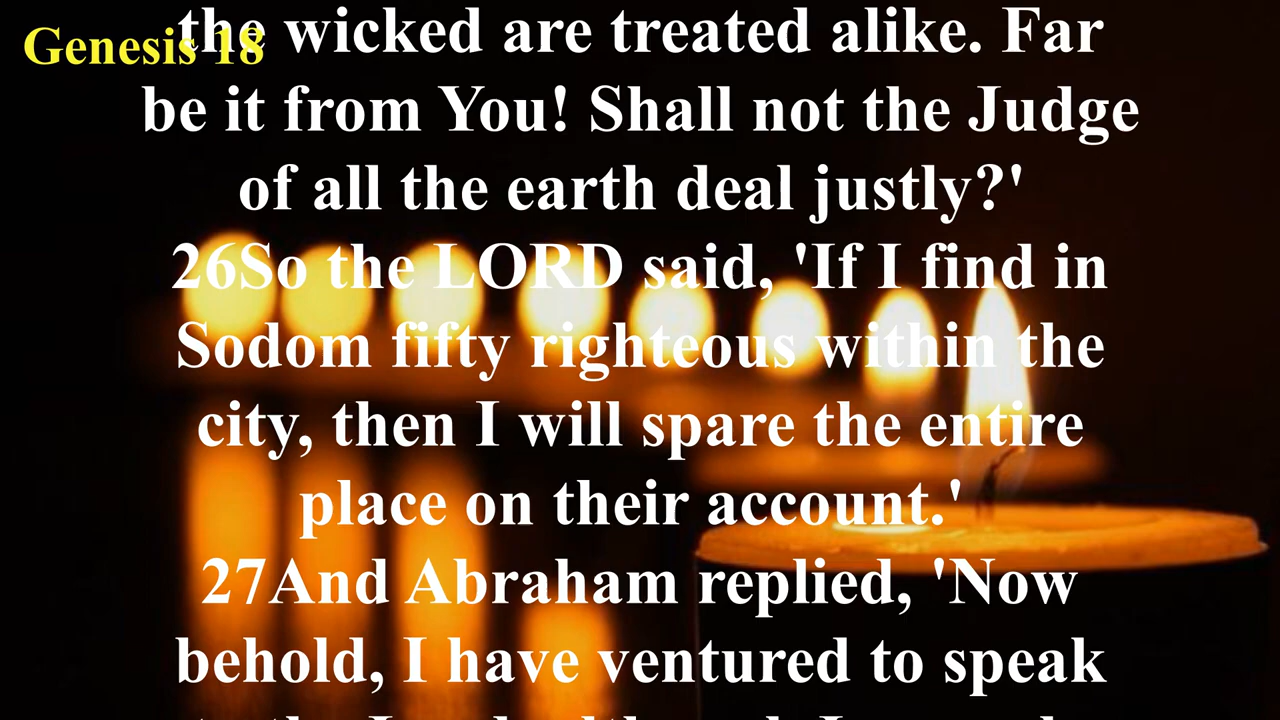 Genesis 18
the wicked are treated alike. Far
be it from You! Shall not the Judge
of all the earth deal justly?'
26So the LORD said, 'If I find in
Sodom fifty righteous within the
city, then I will spare the entire
place on their account.'
27And Abraham replied, 'Now
behold, I have ventured to speak